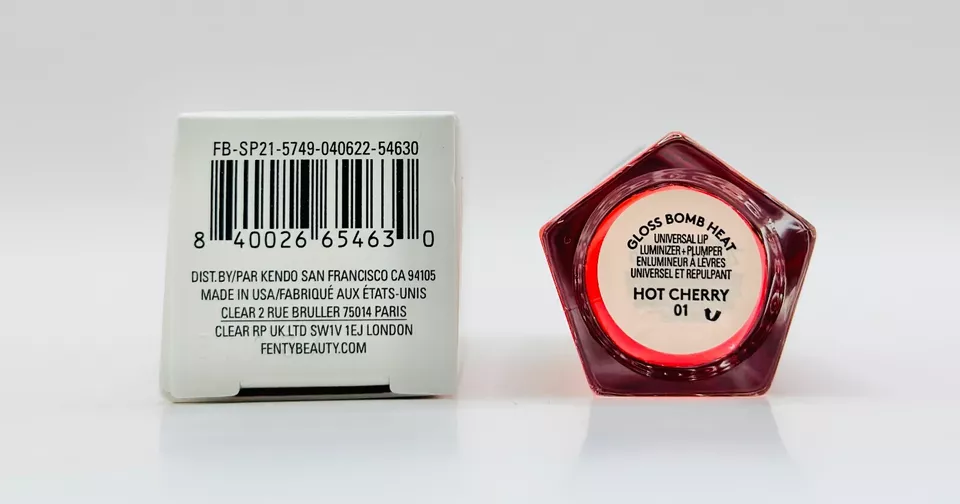 FB-SP21-5749-040622-54630
8 40026 65463 0
DIST.BY/PAR KENDO SAN FRANCISCO CA 94105
MADE IN USA/FABRIQUÉ AUX ÉTATS-UNIS
CLEAR 2 RUE BRULLER 75014 PARIS
CLEAR RP UK LTD SW1V 1EJ LONDON
FENTYBEAUTY.COM
GLOSS BOMB HEAT
UNIVERSAL LIP
LUMINIZER + PLUMPER
ENLUMINEUR À LÈVRES
UNIVERSEL ET REPULPANT
HOT CHERRY
01